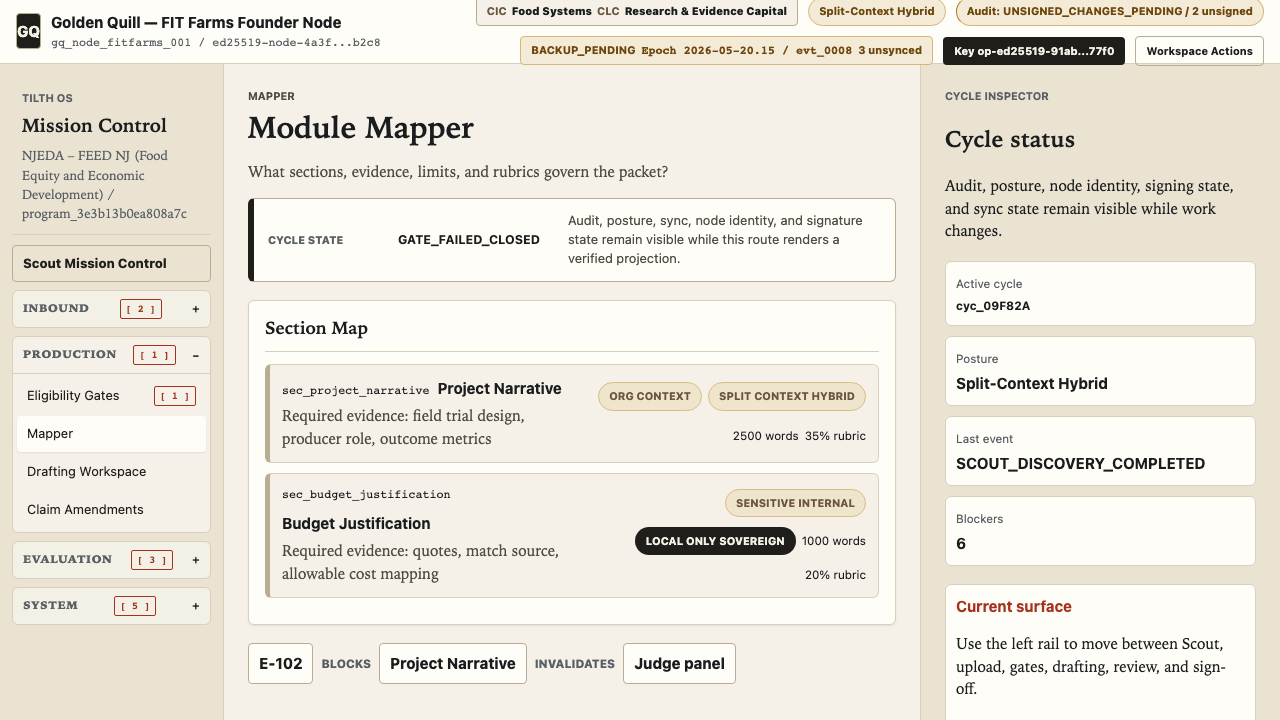 GQ
Golden Quill — FIT Farms Founder Node
gq_node_fitfarms_001 / ed25519-node-4a3f...b2c8
CIC Food Systems CLC Research & Evidence Capital
Split-Context Hybrid
Audit: UNSIGNED_CHANGES_PENDING / 2 unsigned
BACKUP_PENDING Epoch 2026-05-20.15 / evt_0008 3 unsynced
Key op-ed25519-91ab...77f0
Workspace Actions
TILTH OS
Mission Control
NJEDA – FEED NJ (Food
Equity and Economic
Development) /
program_3e3b13b0ea808a7c
Scout Mission Control
INBOUND [ 2 ] +
PRODUCTION [ 1 ] –
Eligibility Gates [ 1 ]
Mapper
Drafting Workspace
Claim Amendments
EVALUATION [ 3 ] +
SYSTEM [ 5 ] +
MAPPER
Module Mapper
What sections, evidence, limits, and rubrics govern the packet?
CYCLE STATE
GATE_FAILED_CLOSED
Audit, posture, sync, node identity, and signature
state remain visible while this route renders a
verified projection.
Section Map
sec_project_narrative Project Narrative
Required evidence: field trial design,
producer role, outcome metrics
ORG CONTEXT
SPLIT CONTEXT HYBRID
2500 words 35% rubric
sec_budget_justification
Budget Justification
Required evidence: quotes, match source,
allowable cost mapping
SENSITIVE INTERNAL
LOCAL ONLY SOVEREIGN 1000 words
20% rubric
E-102 BLOCKS Project Narrative INVALIDATES Judge panel
CYCLE INSPECTOR
Cycle status
Audit, posture, node identity, signing state,
and sync state remain visible while work
changes.
Active cycle
cyc_09F82A
Posture
Split-Context Hybrid
Last event
SCOUT_DISCOVERY_COMPLETED
Blockers
6
Current surface
Use the left rail to move between Scout,
upload, gates, drafting, review, and sign-
off.